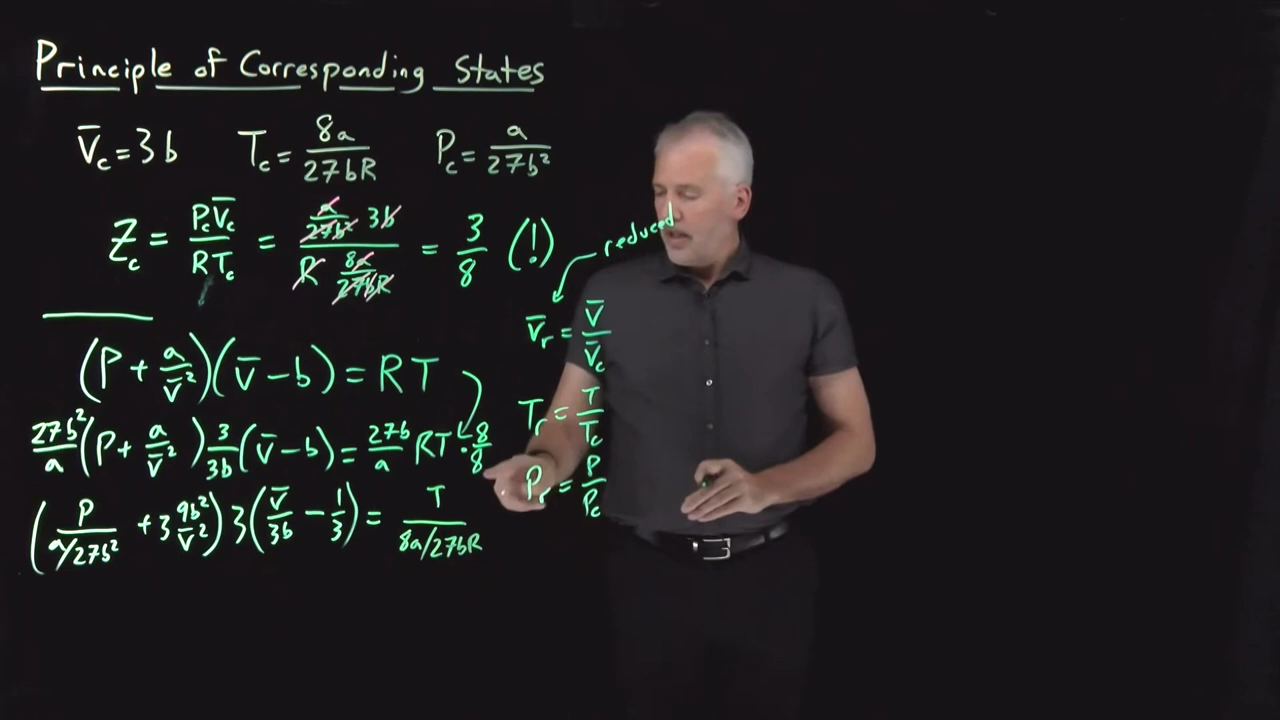 Principle of Corresponding States
V̄c = 3b Tc = 8a/27bR Pc = a/27b²
Zc = PcV̄c/RTc = (a/27b² 3b)/(R 8a/27bR) = 3/8 (!)
reduced
V̄r = V̄/V̄c
(P + a/V̄²)(V̄ − b) = RT
Tr = T/Tc
27b²/a (P + a/V̄²) 3/3b (V̄ − b) = 27b/a RT · 8/8
Pr = P/Pc
(P/(a/27b²) + 3 9b²/V̄²) 3 (V̄/3b − 1/3) = T/(8a/27bR)